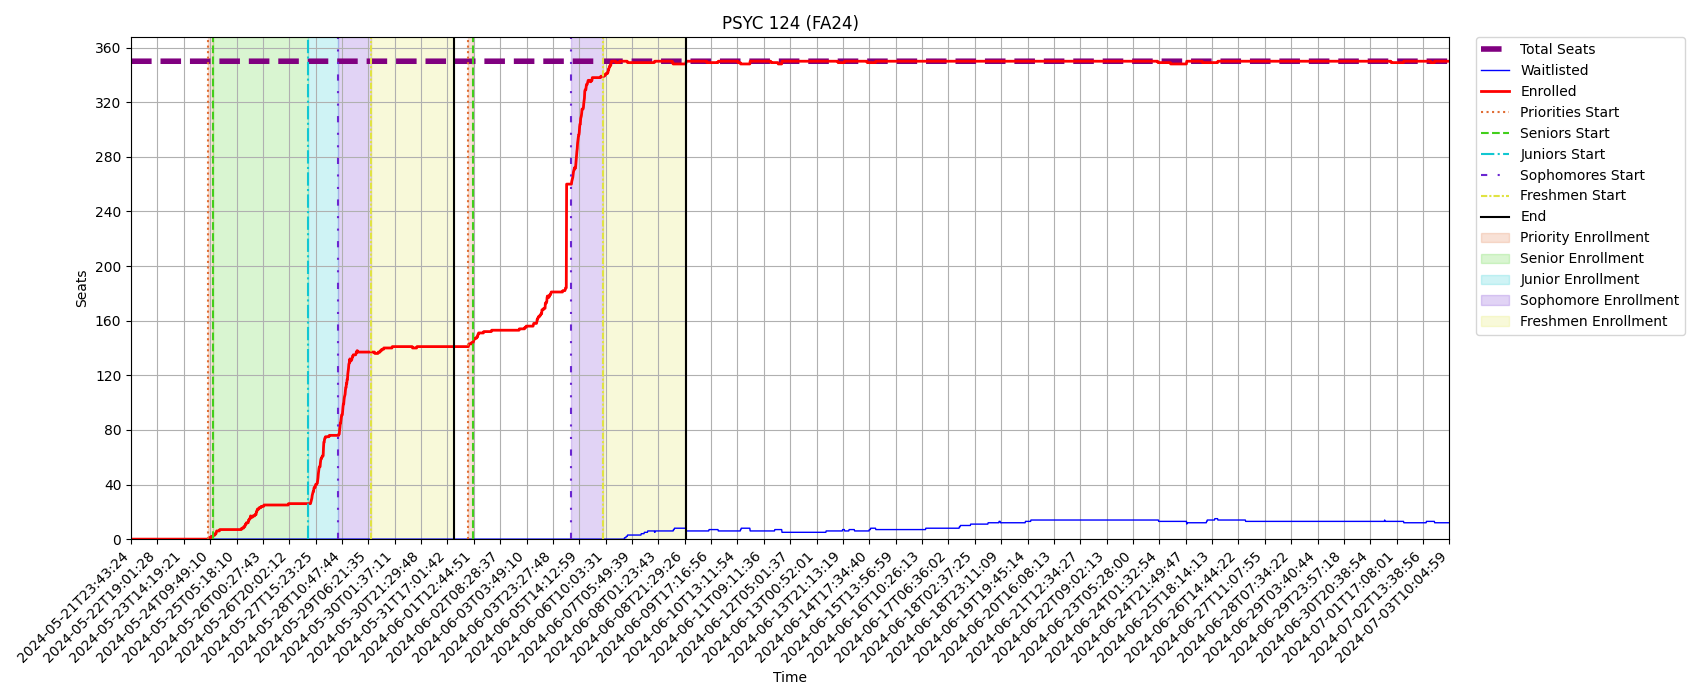 PSYC 124 (FA24)
360
320
280
240
200
160
120
80
40
0
Seats
2024-05-21T23:43:24
2024-05-22T19:01:28
2024-05-23T14:19:21
2024-05-24T09:49:10
2024-05-25T05:18:10
2024-05-26T00:27:43
2024-05-26T20:02:12
2024-05-27T15:23:25
2024-05-28T10:47:44
2024-05-29T06:21:35
2024-05-30T01:37:11
2024-05-30T21:29:48
2024-05-31T17:01:42
2024-06-01T12:44:51
2024-06-02T08:28:37
2024-06-03T03:49:10
2024-06-03T23:27:48
2024-06-05T14:12:59
2024-06-06T10:03:31
2024-06-07T05:49:39
2024-06-08T01:23:43
2024-06-08T21:29:26
2024-06-09T17:16:56
2024-06-10T13:11:54
2024-06-11T09:11:36
2024-06-12T05:01:37
2024-06-13T00:52:01
2024-06-13T21:13:19
2024-06-14T17:34:40
2024-06-15T13:56:59
2024-06-16T10:26:13
2024-06-17T06:36:02
2024-06-18T02:37:25
2024-06-18T23:11:09
2024-06-19T19:45:14
2024-06-20T16:08:13
2024-06-21T12:34:27
2024-06-22T09:02:13
2024-06-23T05:28:00
2024-06-24T01:32:54
2024-06-24T21:49:47
2024-06-25T18:14:13
2024-06-26T14:44:22
2024-06-27T11:07:55
2024-06-28T07:34:22
2024-06-29T03:40:44
2024-06-29T23:57:18
2024-06-30T20:38:54
2024-07-01T17:08:01
2024-07-02T13:38:56
2024-07-03T10:04:59
Time
Total Seats
Waitlisted
Enrolled
Priorities Start
Seniors Start
Juniors Start
Sophomores Start
Freshmen Start
End
Priority Enrollment
Senior Enrollment
Junior Enrollment
Sophomore Enrollment
Freshmen Enrollment